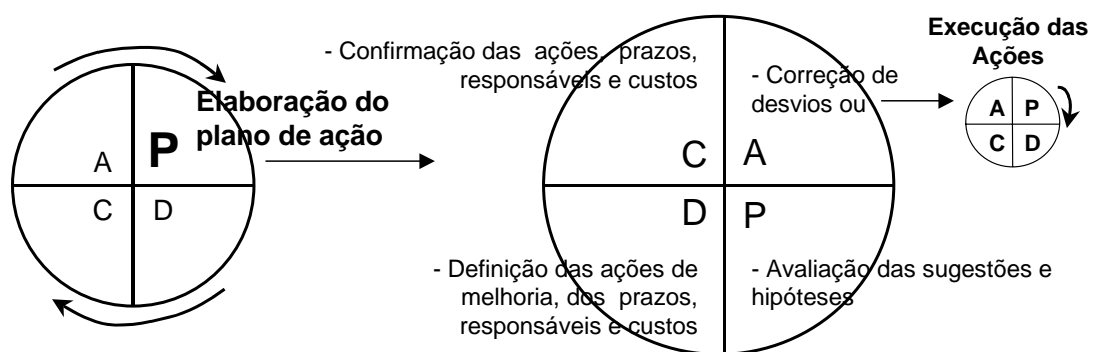 Elaboração do
plano de ação
A
P
C
D
- Confirmação das ações, prazos,
responsáveis e custos
- Correção de
desvios ou
C
A
D
P
- Definição das ações de
melhoria, dos prazos,
responsáveis e custos
- Avaliação das sugestões e
hipóteses
Execução das
Ações
A
P
C
D